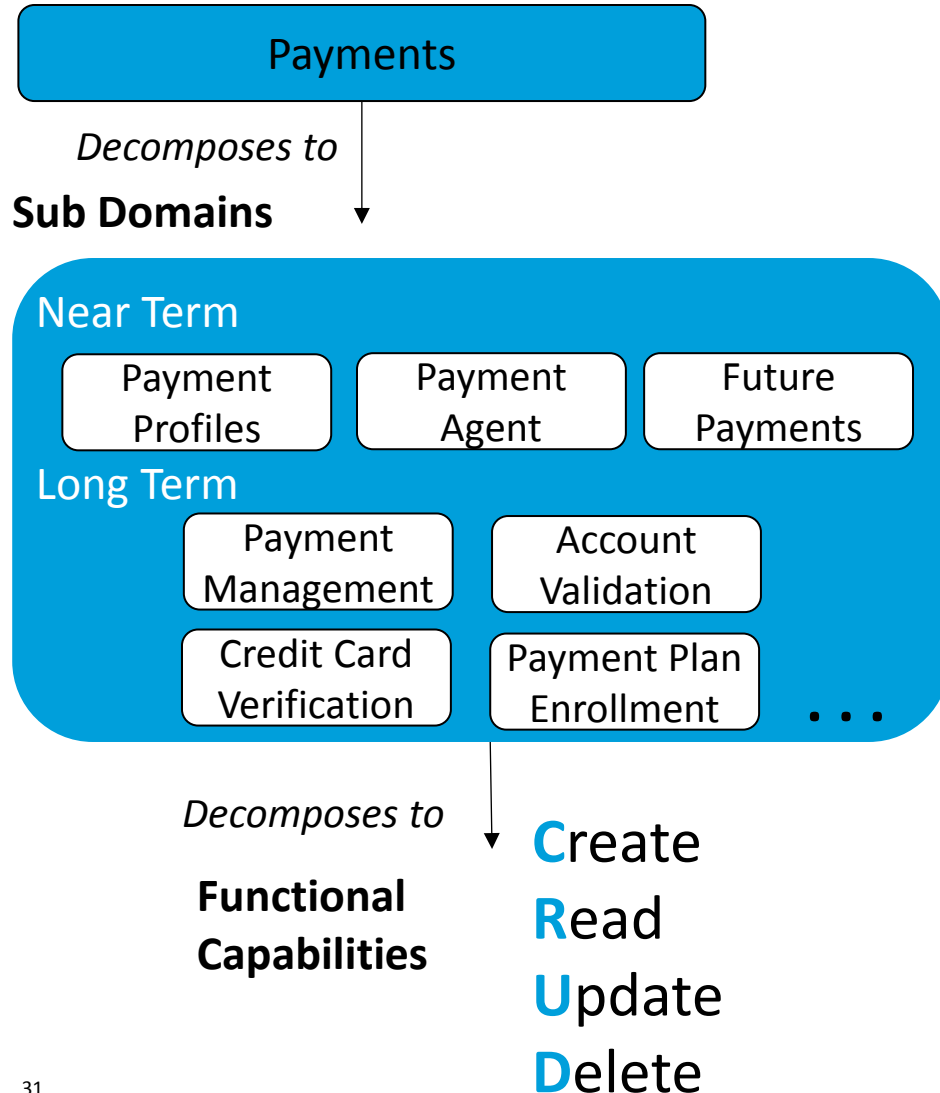 Payments
Decomposes to
Sub Domains
Near Term
Payment
Profiles
Payment
Agent
Future
Payments
Long Term
Payment
Management
Account
Validation
Credit Card
Verification
Payment Plan
Enrollment
. . .
Decomposes to
Functional
Capabilities
Create
Read
Update
Delete
31